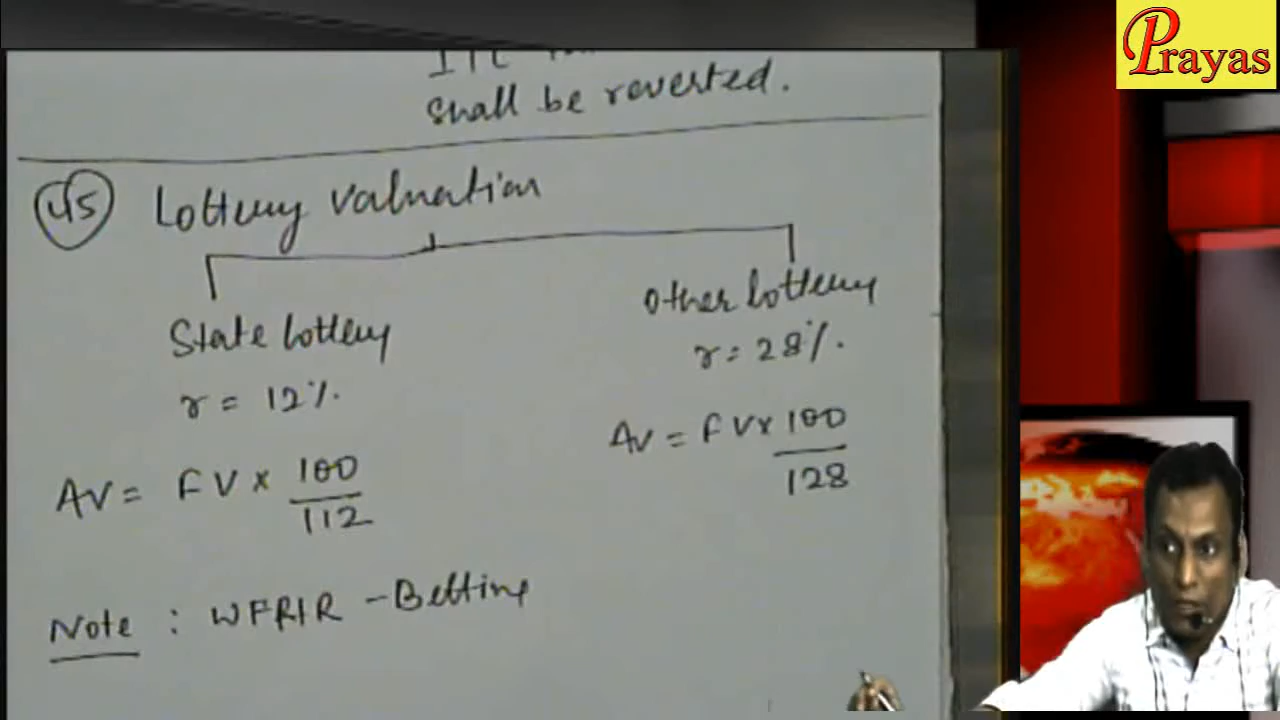 Prayas
shall be reverted.
45 Lottery valuation
State Lottery
r = 12%.
AV = FV x 100
112
Other Lottery
r = 28%.
AV = FV x 100
128
Note : WFRIR - Betting